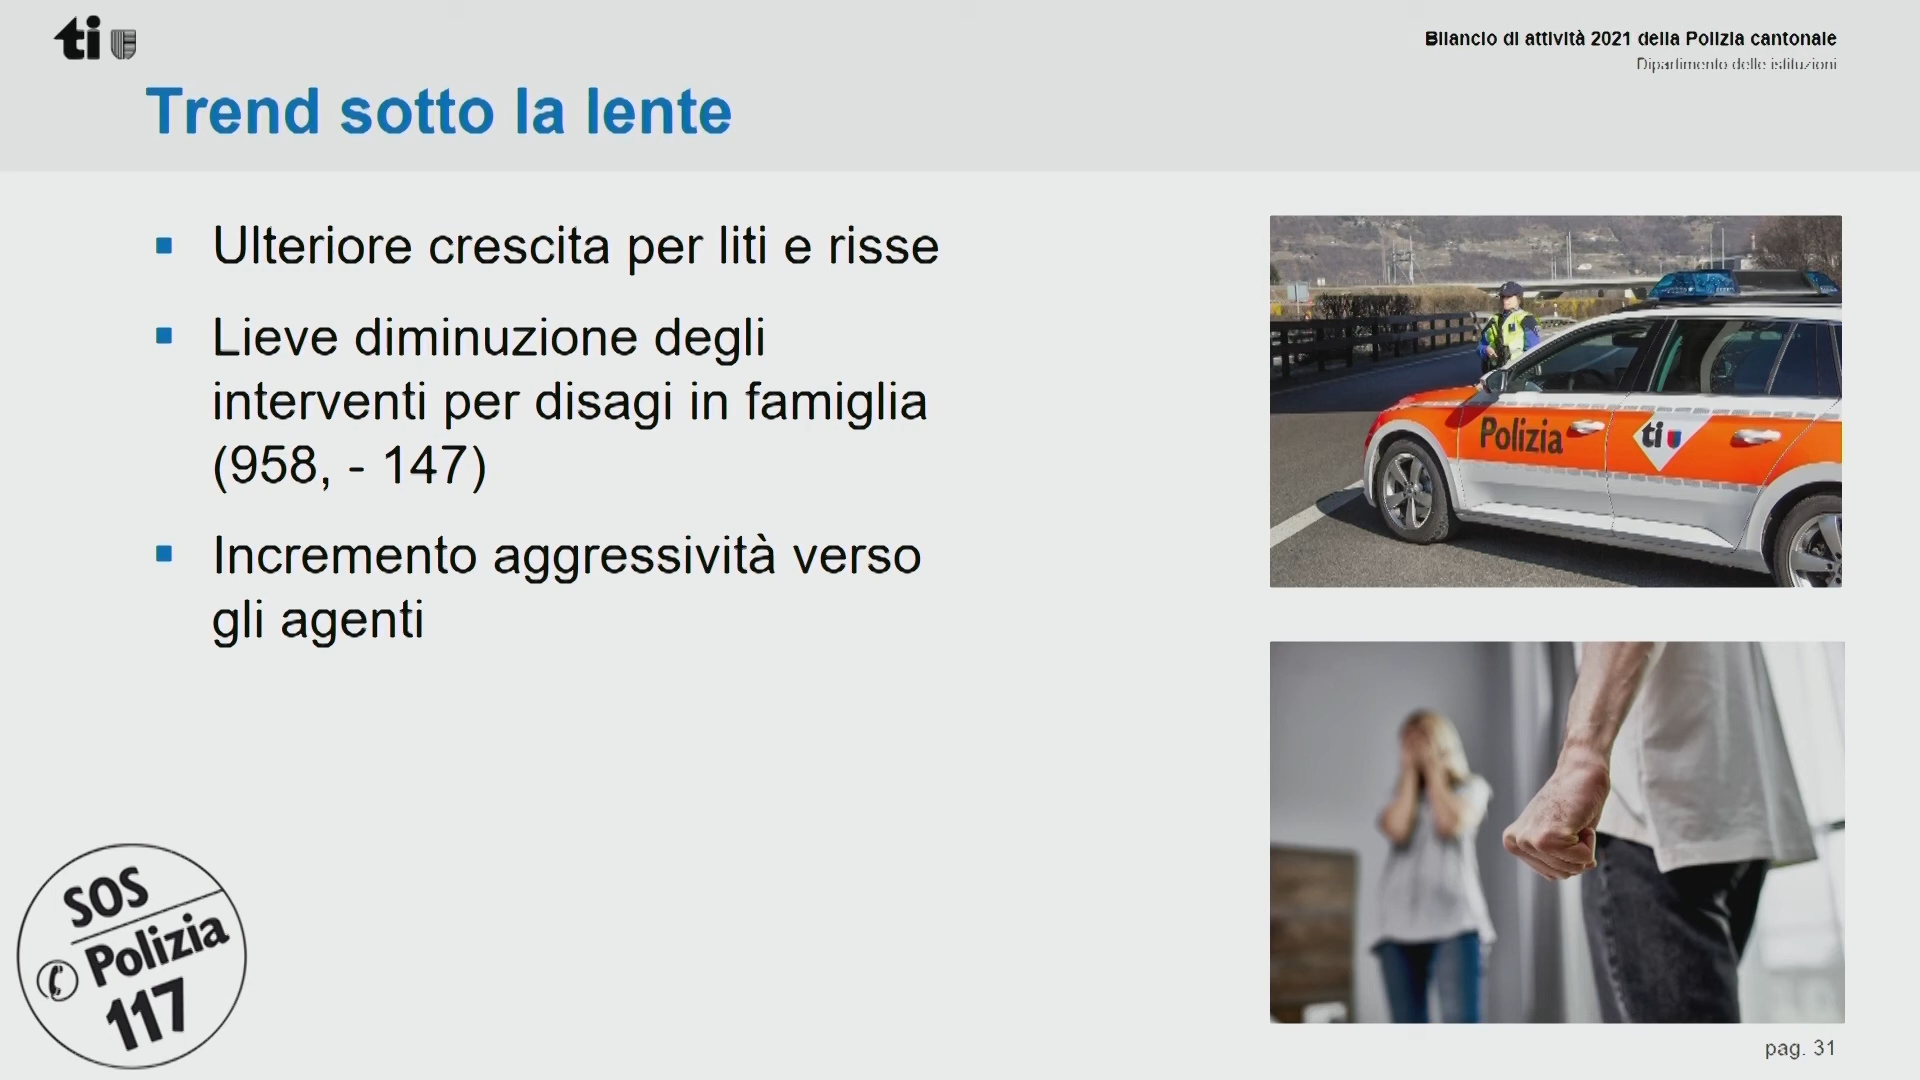 ti
Bilancio di attività 2021 della Polizia cantonale
Dipartimento delle istituzioni
Trend sotto la lente
Ulteriore crescita per liti e risse
Lieve diminuzione degli
interventi per disagi in famiglia
(958, - 147)
Incremento aggressività verso
gli agenti
Polizia
ti
SOS
Polizia
117
pag. 31